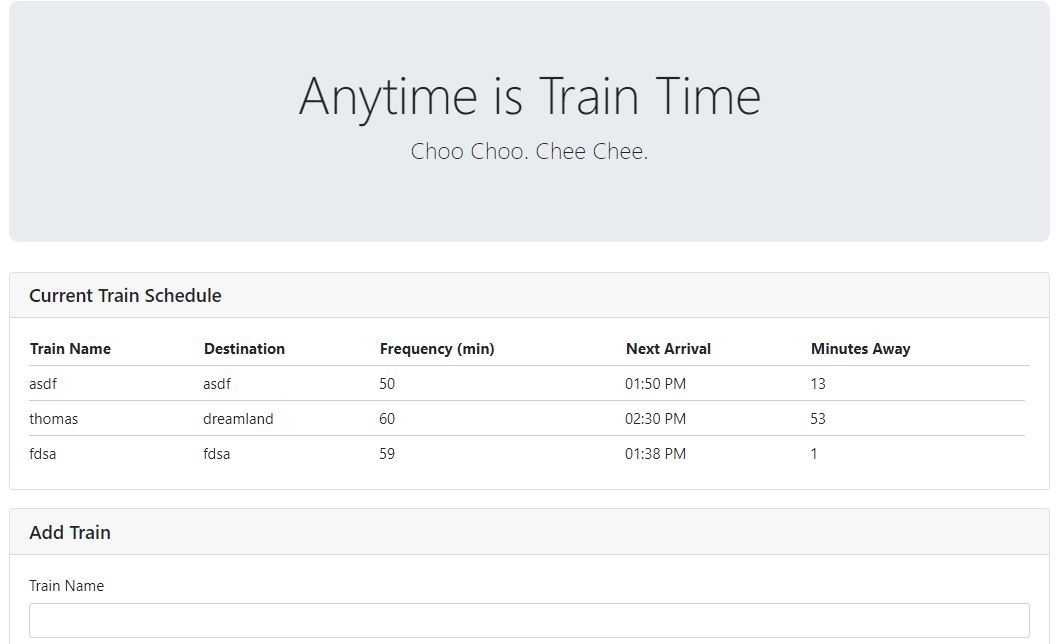 Anytime is Train Time
Choo Choo. Chee Chee.
Current Train Schedule
Train Name Destination Frequency (min) Next Arrival Minutes Away
asdf asdf 50 01:50 PM 13
thomas dreamland 60 02:30 PM 53
fdsa fdsa 59 01:38 PM 1
Add Train
Train Name